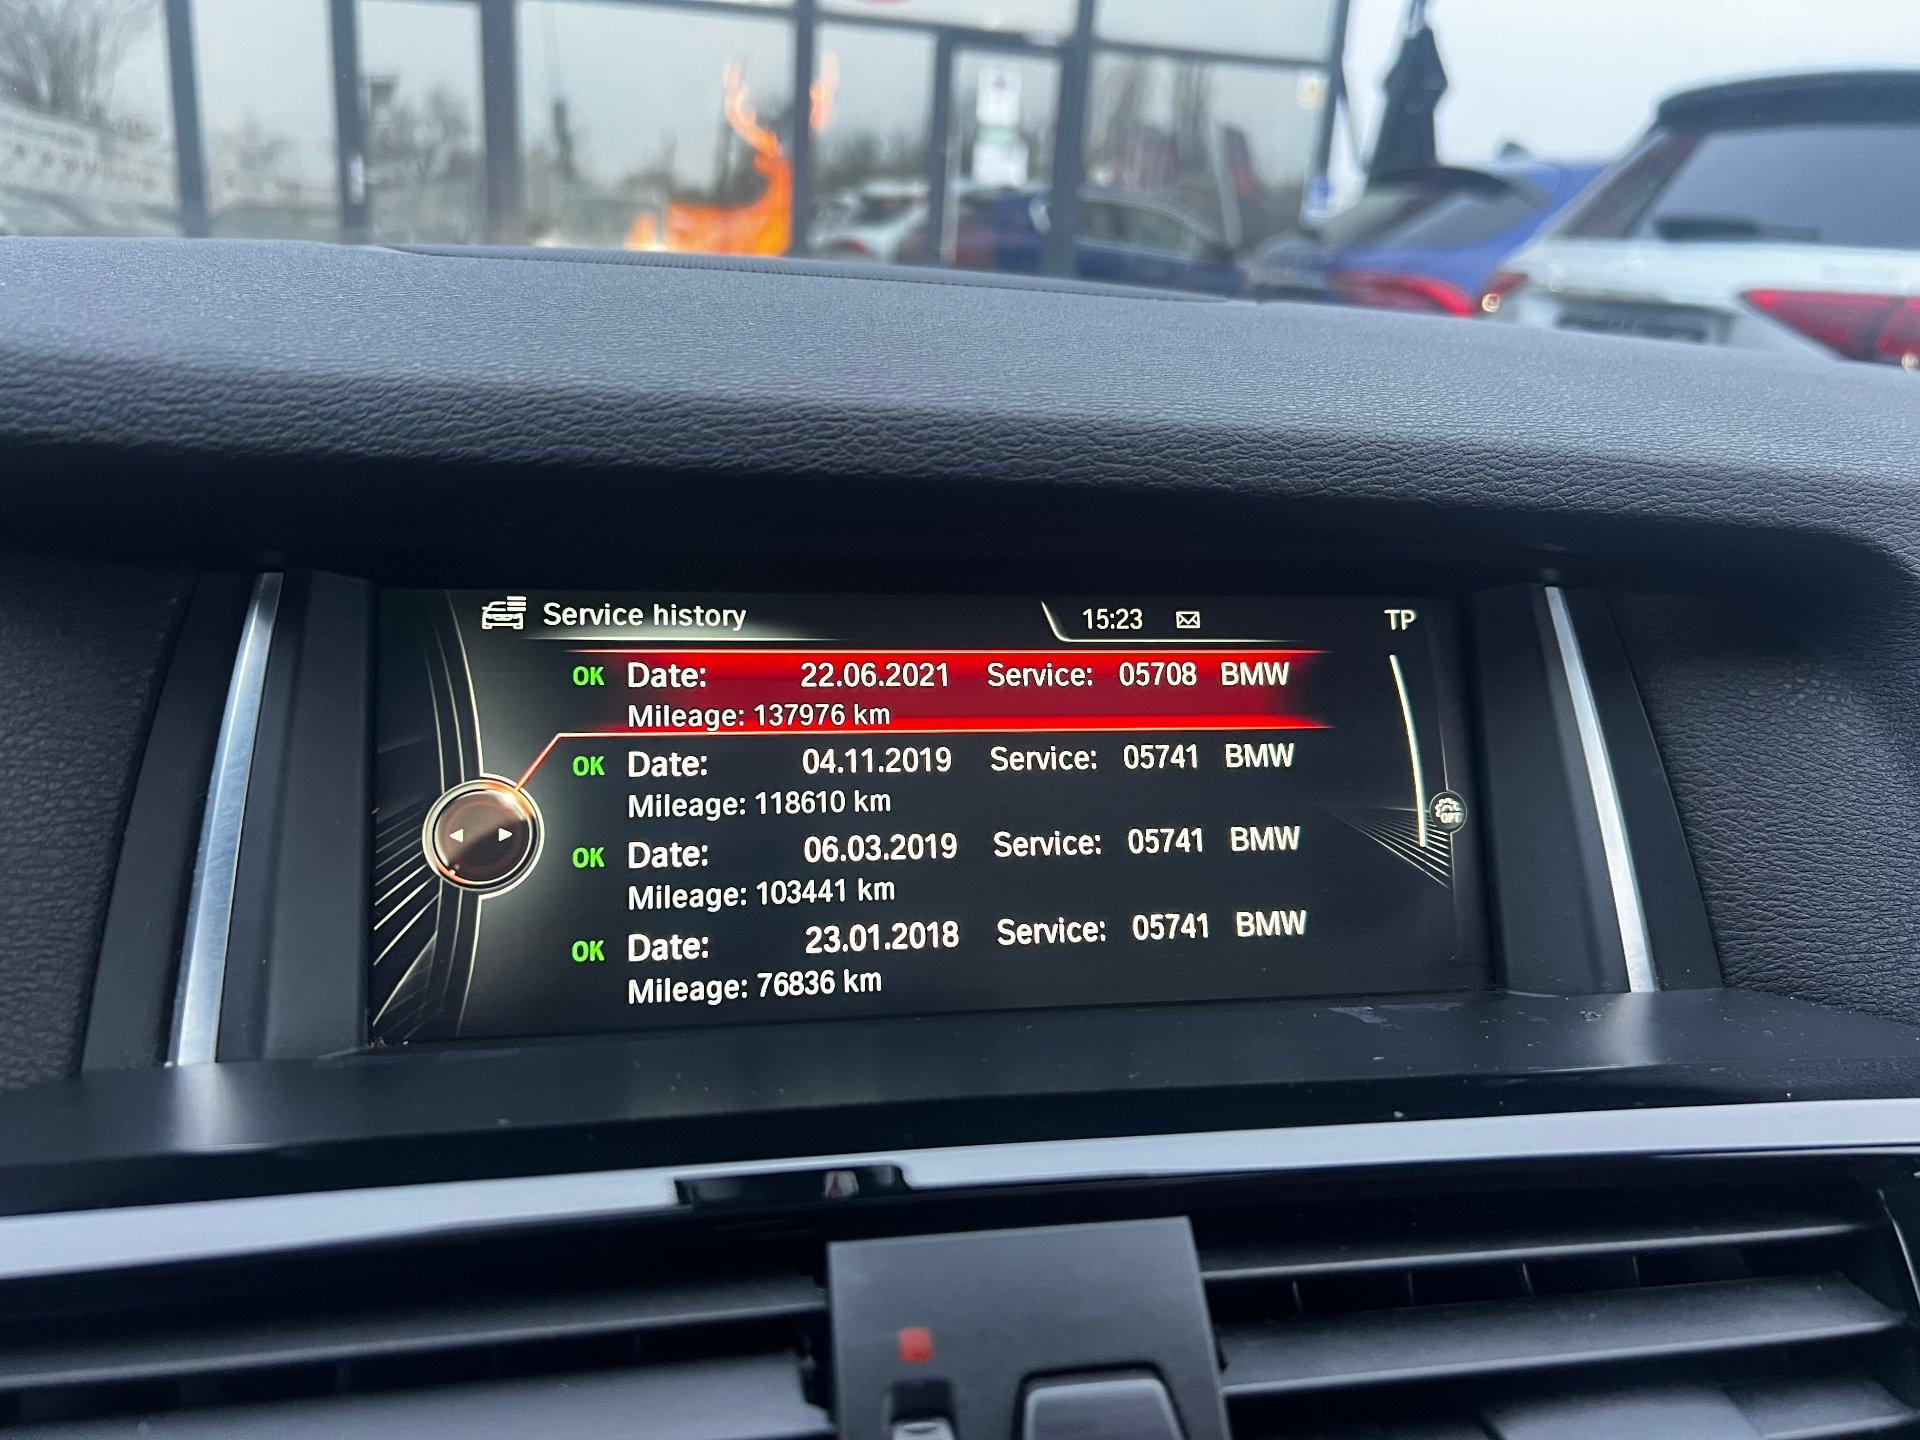 Service history 15:23 TP
OK Date: 22.06.2021 Service: 05708 BMW
Mileage: 137976 km
OK Date: 04.11.2019 Service: 05741 BMW
Mileage: 118610 km
OK Date: 06.03.2019 Service: 05741 BMW
Mileage: 103441 km
OPT
OK Date: 23.01.2018 Service: 05741 BMW
Mileage: 76836 km